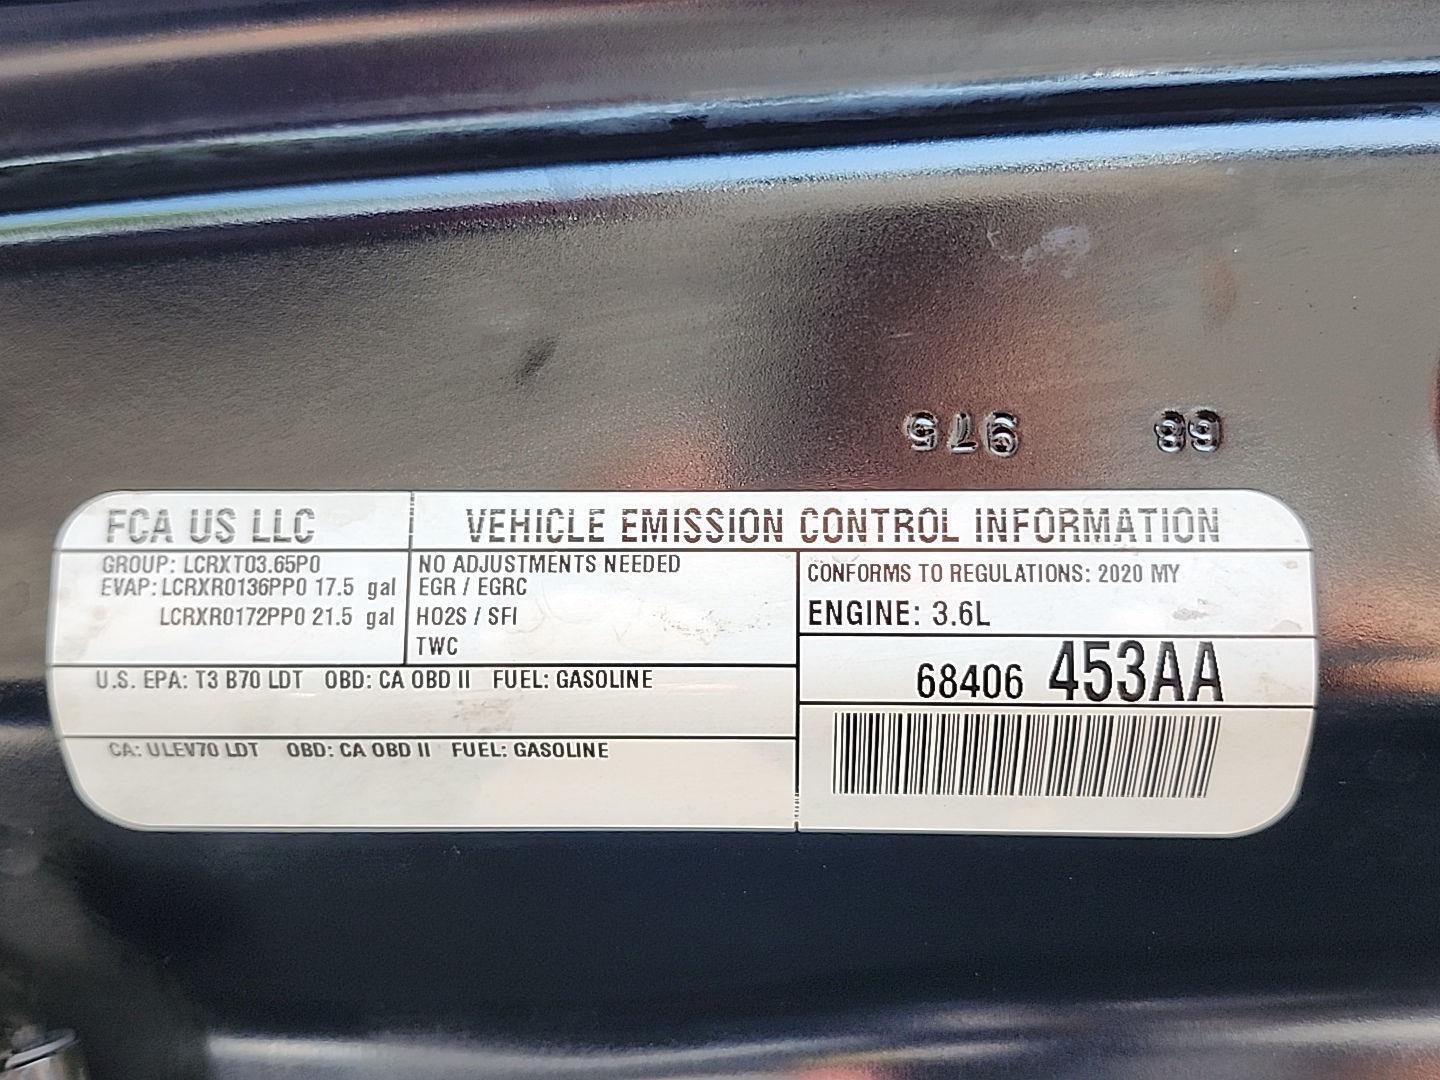 FCA US LLC VEHICLE EMISSION CONTROL INFORMATION
GROUP: LCRXT03.65P0
EVAP: LCRXR0136PP0 17.5 gal
LCRXR0172PP0 21.5 gal
NO ADJUSTMENTS NEEDED
EGR / EGRC
HO2S / SFI
TWC
CONFORMS TO REGULATIONS: 2020 MY
ENGINE: 3.6L
68406 453AA
U.S. EPA: T3 B70 LDT OBD: CA OBD II FUEL: GASOLINE
CA: ULEV70 LDT OBD: CA OBD II FUEL: GASOLINE